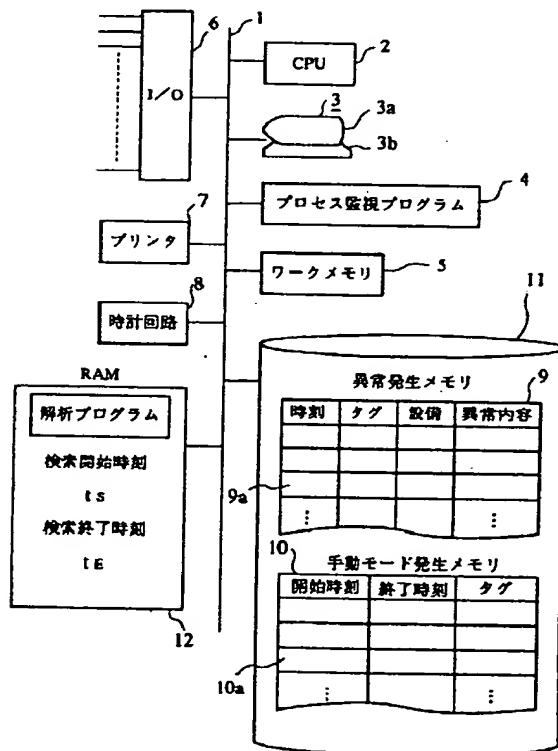 6
1
I/O
CPU
2
3
3a
3b
プロセス監視プログラム
4
7
プリンタ
ワークメモリ
5
8
時計回路
11
RAM
解析プログラム
検索開始時刻
tS
検索終了時刻
tE
12
異常発生メモリ
9
時刻 タグ 設備 異常内容
9a
手動モード発生メモリ
10
開始時刻 終了時刻 タグ
10a